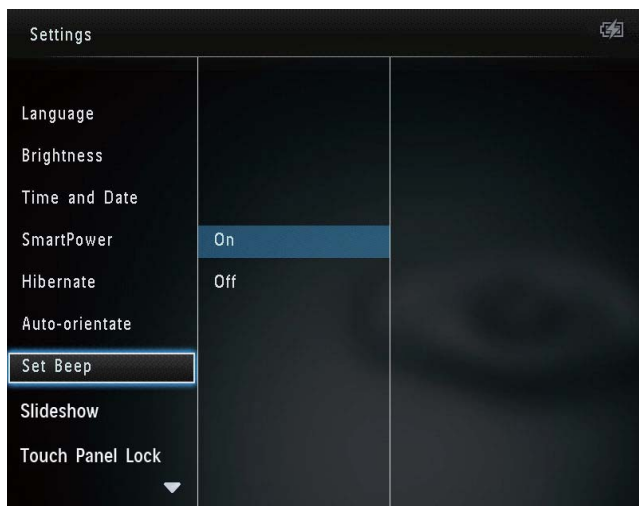 Settings
Language
Brightness
Time and Date
SmartPower
On
Hibernate
Off
Auto-orientate
Set Beep
Slideshow
Touch Panel Lock